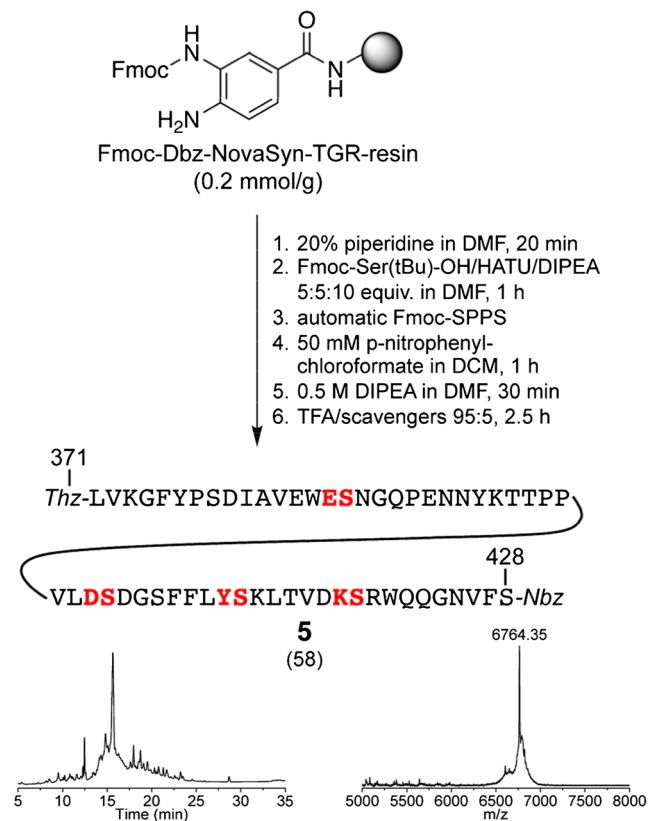 O
H
N
Fmoc
N
H
H2N
Fmoc-Dbz-NovaSyn-TGR-resin
(0.2 mmol/g)
1. 20% piperidine in DMF, 20 min
2. Fmoc-Ser(tBu)-OH/HATU/DIPEA
5:5:10 equiv. in DMF, 1 h
3. automatic Fmoc-SPPS
4. 50 mM p-nitrophenyl-
chloroformate in DCM, 1 h
5. 0.5 M DIPEA in DMF, 30 min
6. TFA/scavengers 95:5, 2.5 h
371
Thz-LVKGFYPSDIAVEWESNGQPENNYKTTPP
428
VLDSDGSFFLYSKLTVDKSRWQQGNVFS-Nbz
5
(58)
6764.35
5 10 15 20 25 30 35
Time (min)
5000 5500 6000 6500 7000 7500 8000
m/z